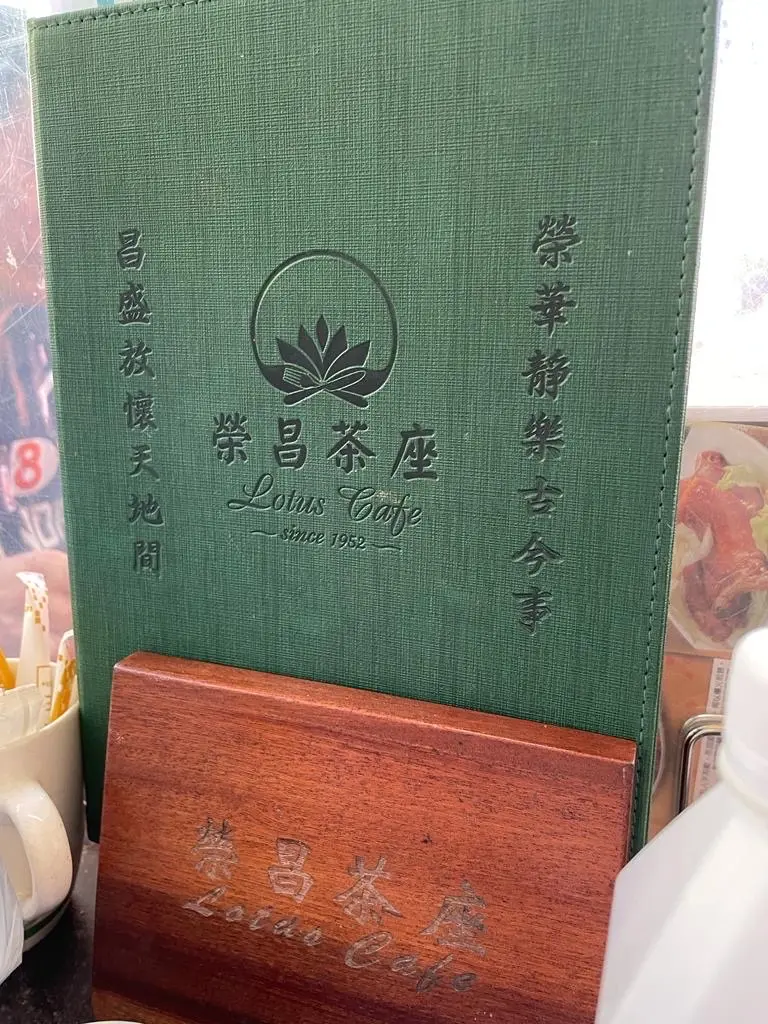 榮華靜樂古今事
昌盛放懷天地間
榮昌茶座
Lotus Cafe
since 1952
榮昌茶座
Lotus Cafe
8